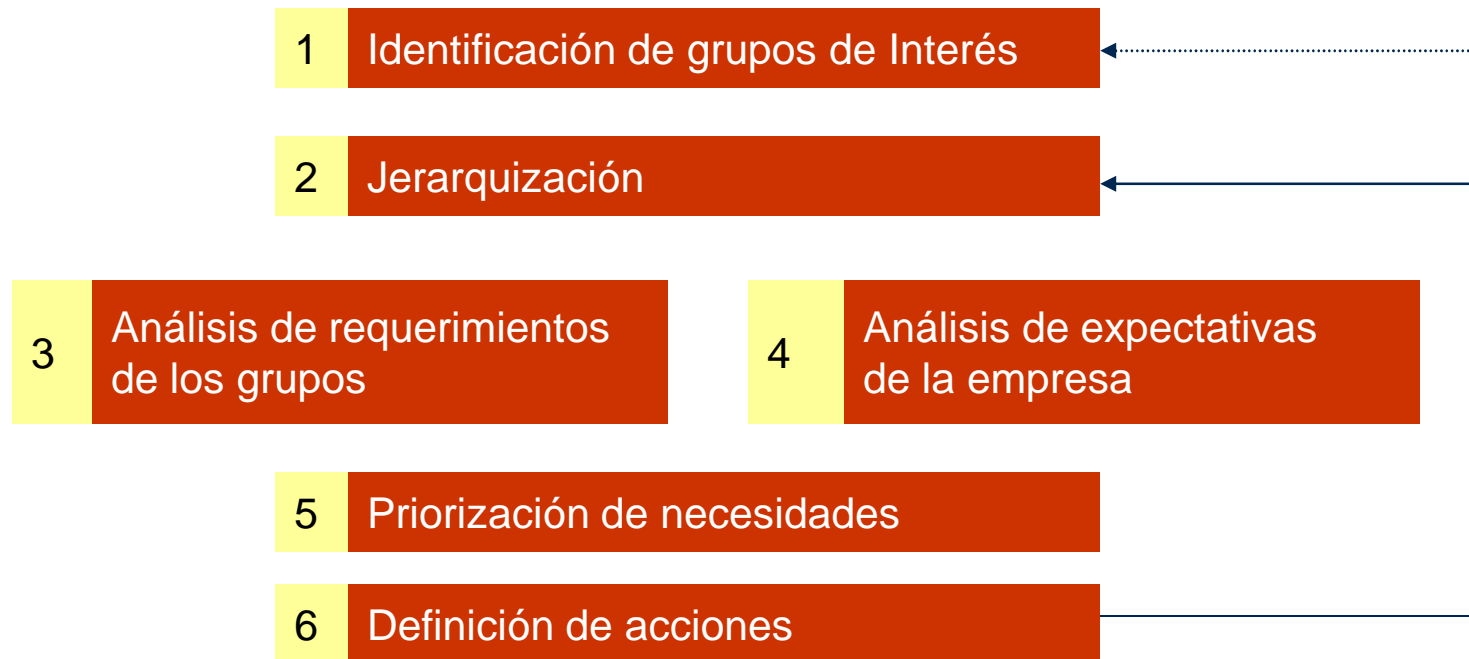 1 Identificación de grupos de Interés
2 Jerarquización
3 Análisis de requerimientos
de los grupos
4 Análisis de expectativas
de la empresa
5 Priorización de necesidades
6 Definición de acciones